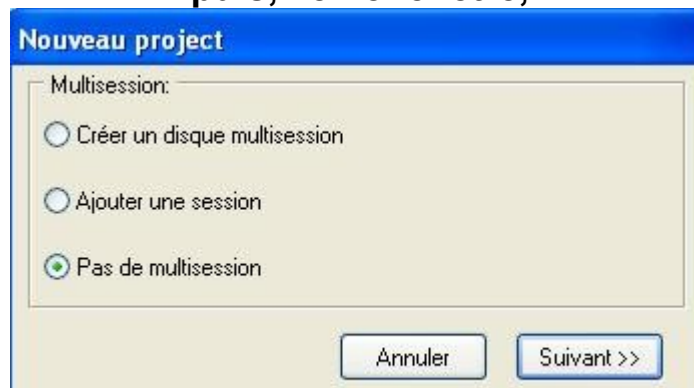 Nouveau project
Multisession:
Créer un disque multisession
Ajouter une session
Pas de multisession
Annuler
Suivant >>